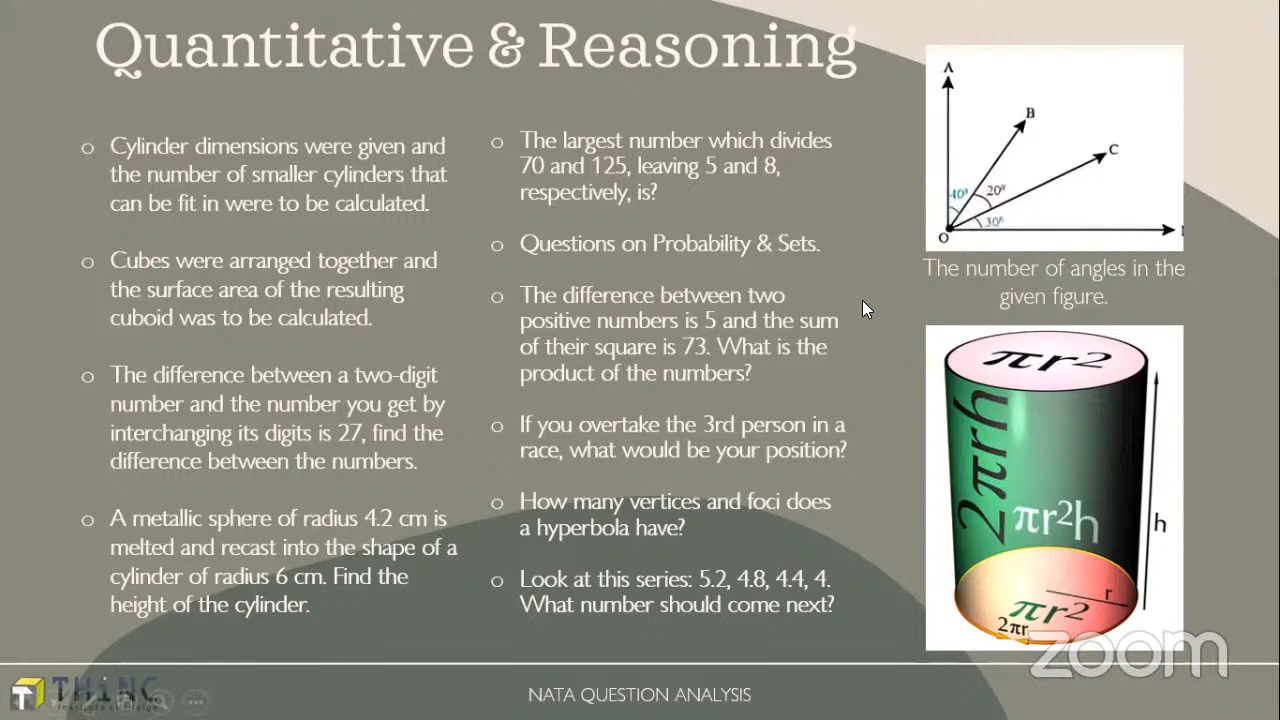 Quantitative & Reasoning
o Cylinder dimensions were given and
the number of smaller cylinders that
can be fit in were to be calculated.
o Cubes were arranged together and
the surface area of the resulting
cuboid was to be calculated.
o The difference between a two-digit
number and the number you get by
interchanging its digits is 27, find the
difference between the numbers.
o A metallic sphere of radius 4.2 cm is
melted and recast into the shape of a
cylinder of radius 6 cm. Find the
height of the cylinder.
o The largest number which divides
70 and 125, leaving 5 and 8,
respectively, is?
o Questions on Probability & Sets.
o The difference between two
positive numbers is 5 and the sum
of their square is 73. What is the
product of the numbers?
o If you overtake the 3rd person in a
race, what would be your position?
o How many vertices and foci does
a hyperbola have?
o Look at this series: 5.2, 4.8, 4.4, 4.
What number should come next?
A
B
C
40°
20°
30°
O
The number of angles in the
given figure.
πr2
2πrh
πr2h
h
r
πr2
2πr
zoom
THiNC
Institute of Design
NATA QUESTION ANALYSIS